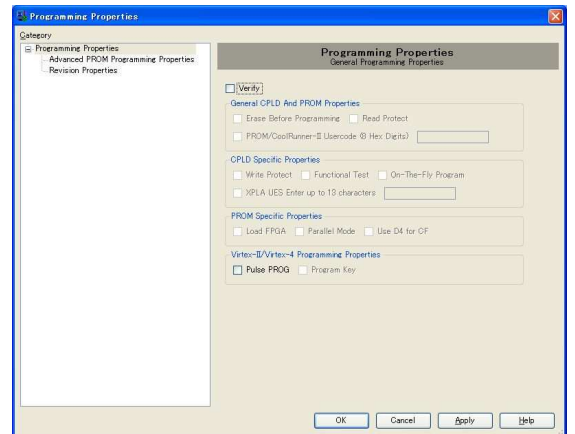 Programming Properties
Category
Programming Properties
Advanced PROM Programming Properties
Revision Properties
Programming Properties
General Programming Properties
Verify
General CPLD And PROM Properties
Erase Before Programming Read Protect
PROM/CoolRunner-II Usercode (8 Hex Digits)
CPLD Specific Properties
Write Protect Functional Test On-The-Fly Program
XPLA UES Enter up to 13 characters
PROM Specific Properties
Load FPGA Parallel Mode Use D4 for CF
Virtex-II/Virtex-4 Programming Properties
Pulse PROG Program Key
OK Cancel Apply Help